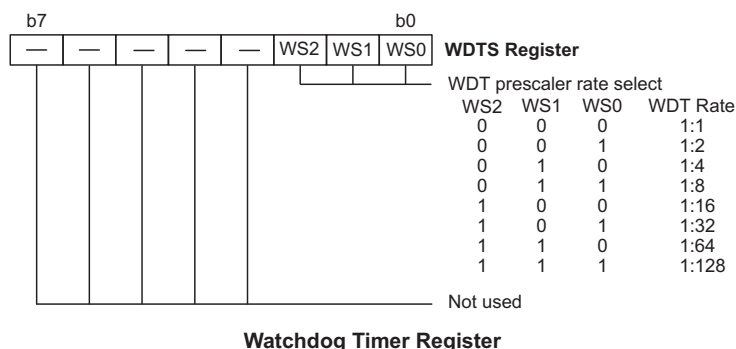 b7 b0
— — — — — WS2 WS1 WS0 WDTS Register
WDT prescaler rate select
WS2 WS1 WS0 WDT Rate
0 0 0 1:1
0 0 1 1:2
0 1 0 1:4
0 1 1 1:8
1 0 0 1:16
1 0 1 1:32
1 1 0 1:64
1 1 1 1:128
Not used
Watchdog Timer Register